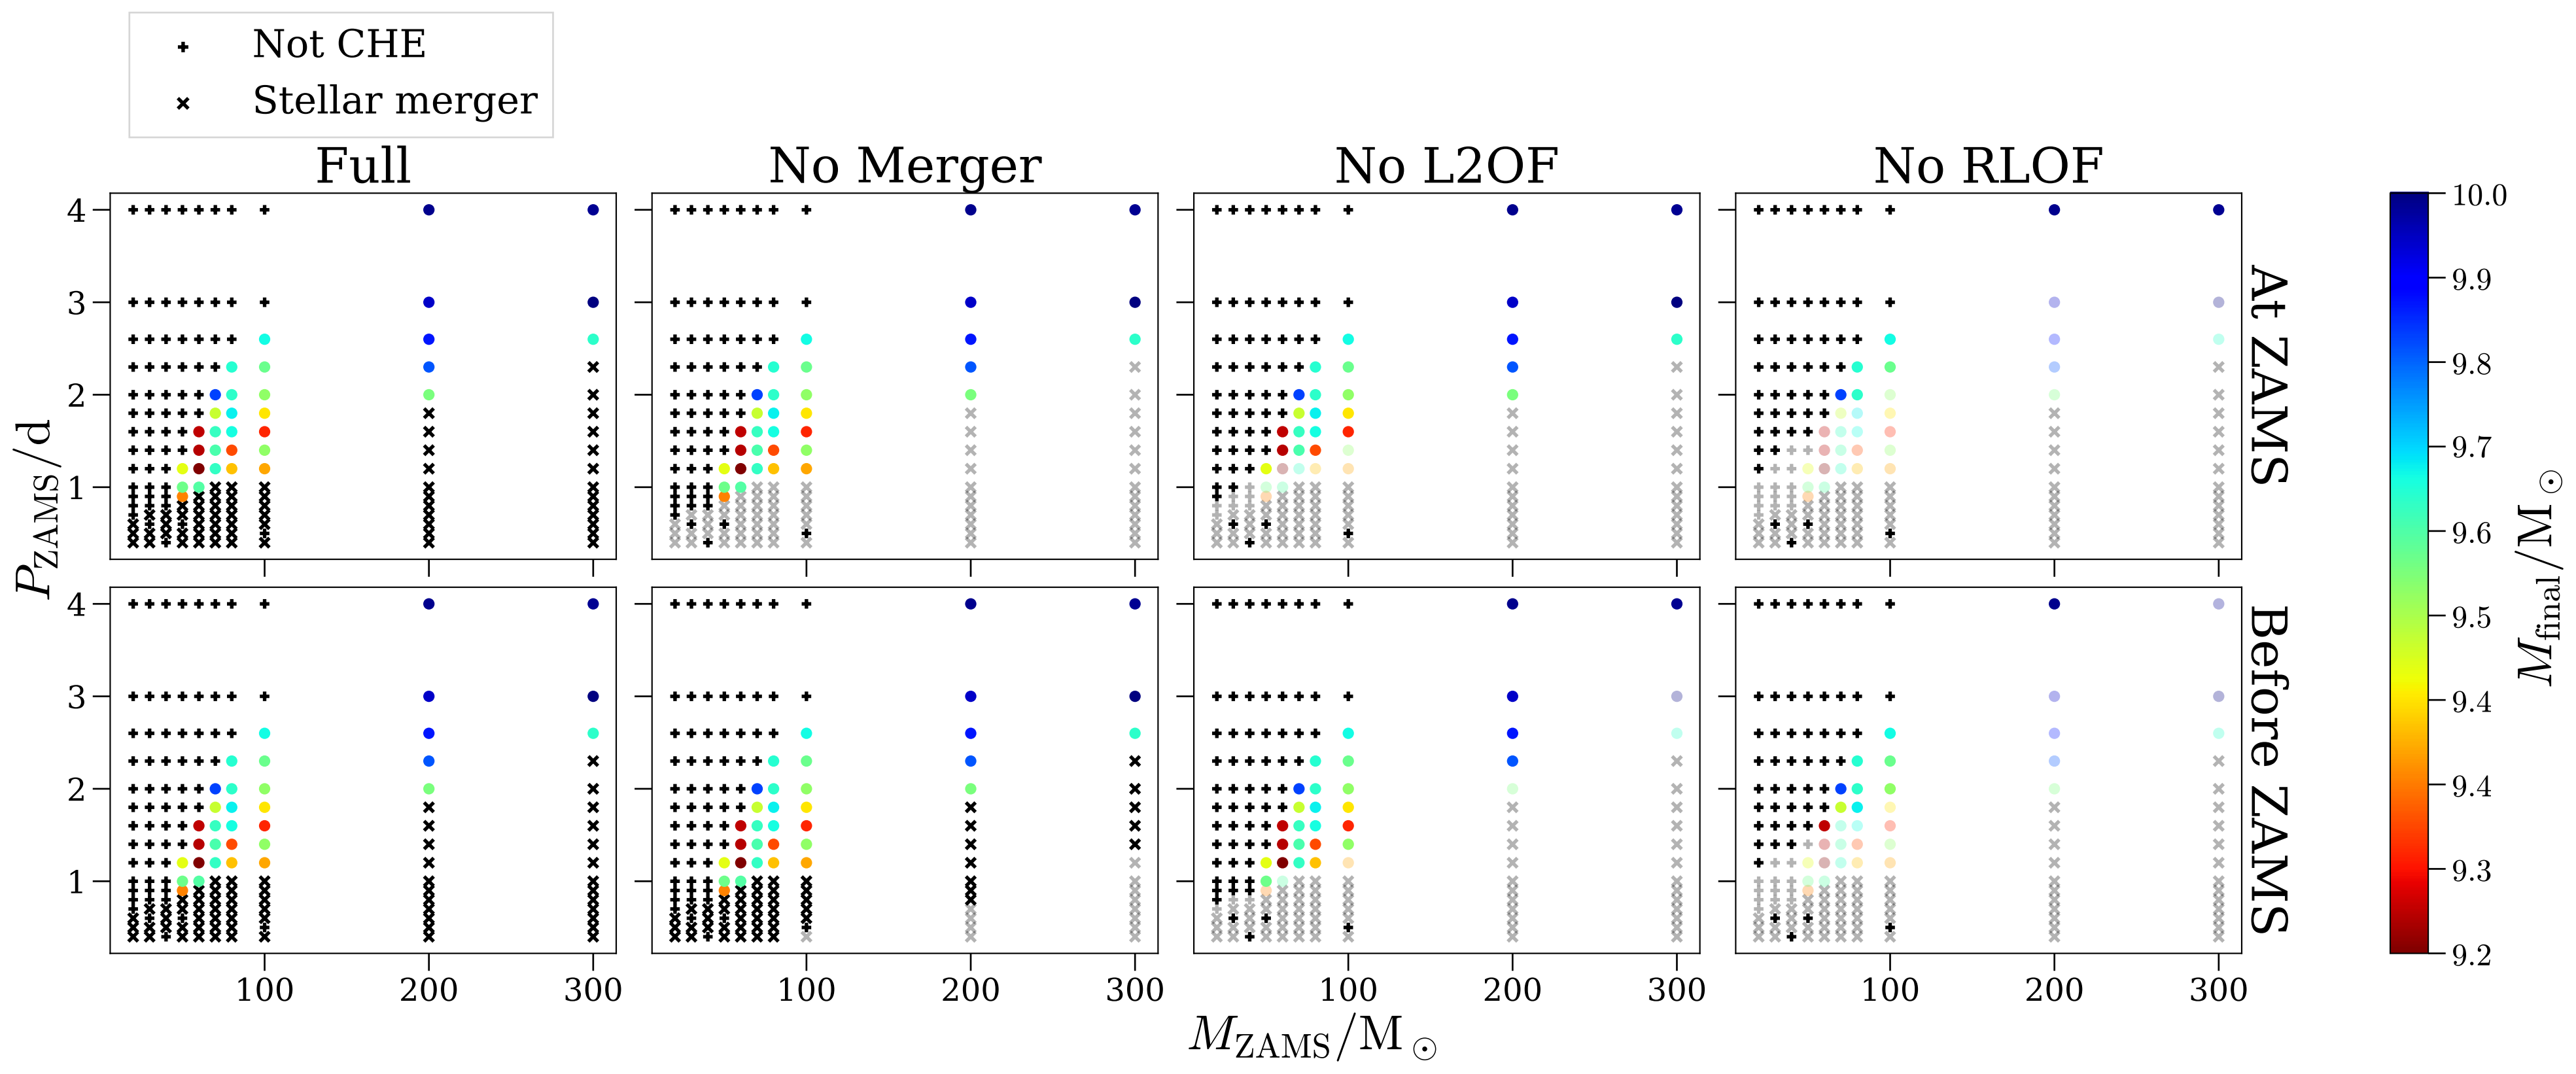 Not CHE
Stellar merger
Full
No Merger
No L2OF
No RLOF
4
3
2
1
At ZAMS
4
3
2
1
Before ZAMS
P_ZAMS/d
100 200 300
100 200 300
100 200 300
100 200 300
M_ZAMS/M_⊙
10.0
9.9
9.8
9.7
9.6
9.5
9.4
9.4
9.3
9.2
M_final/M_⊙